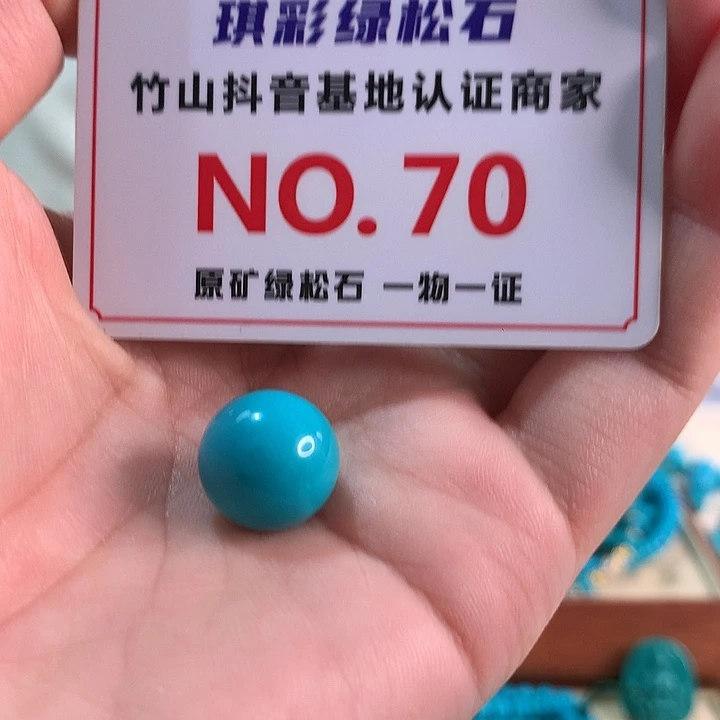 琪彩绿松石
竹山抖音基地认证商家
NO. 70
原矿绿松石 一物一证